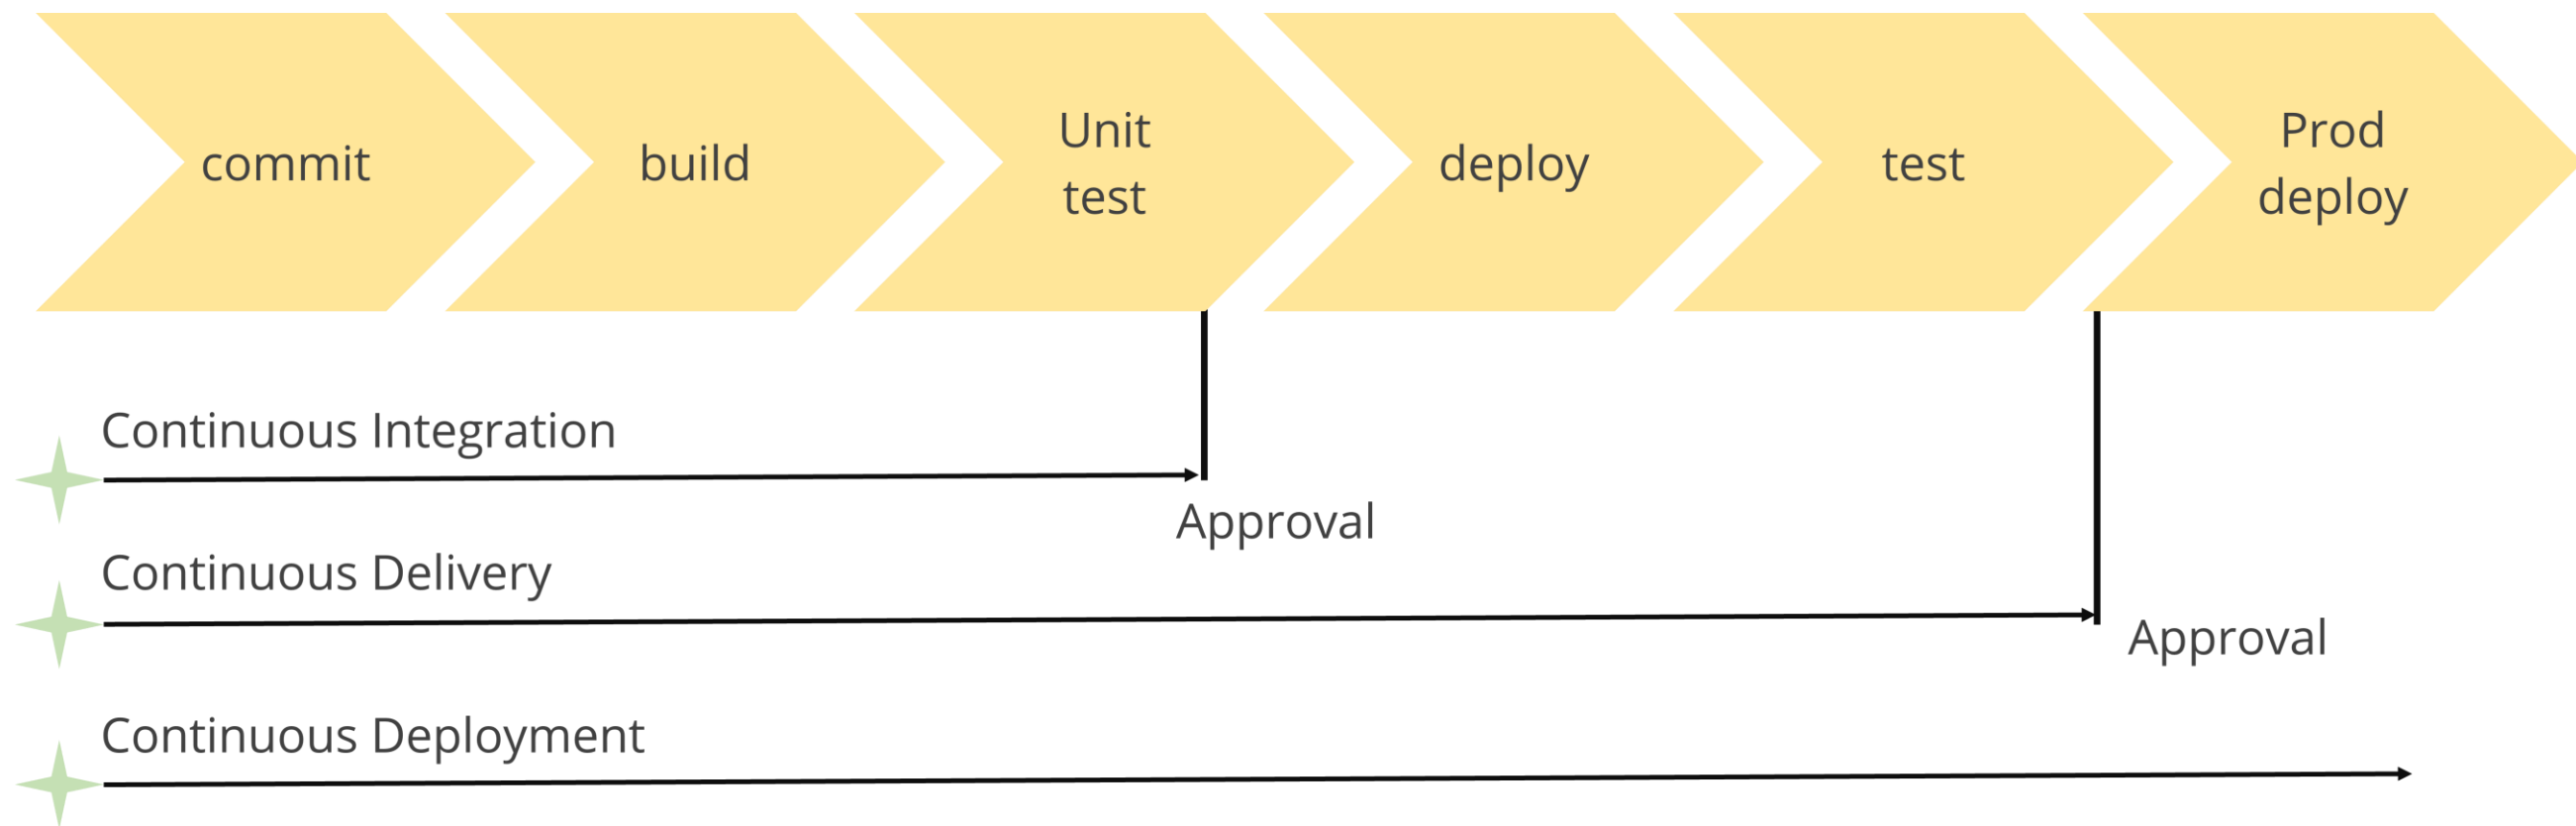 commit
build
Unit
test
deploy
test
Prod
deploy
Continuous Integration
Approval
Continuous Delivery
Approval
Continuous Deployment